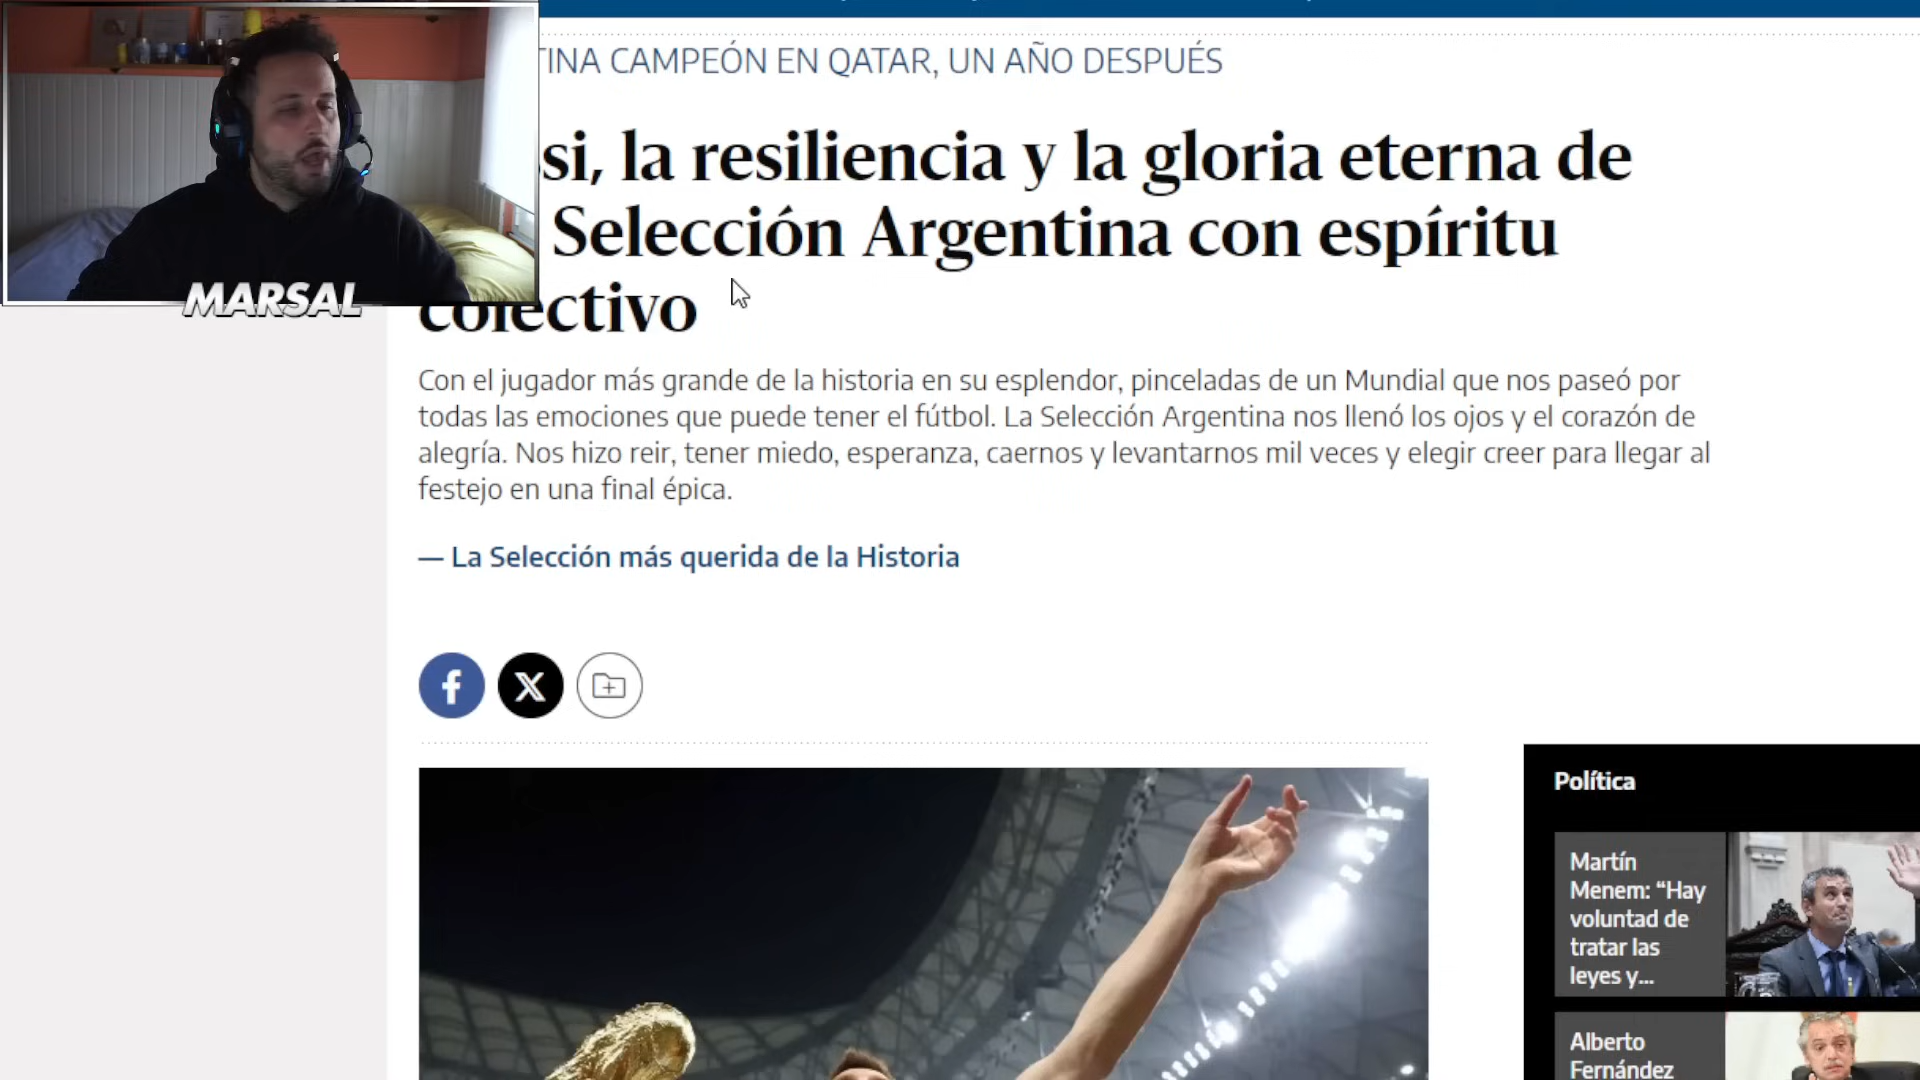 TINA CAMPEÓN EN QATAR, UN AÑO DESPUÉS
si, la resiliencia y la gloria eterna de
Selección Argentina con espíritu
colectivo
MARSAL
Con el jugador más grande de la historia en su esplendor, pinceladas de un Mundial que nos paseó por
todas las emociones que puede tener el fútbol. La Selección Argentina nos llenó los ojos y el corazón de
alegría. Nos hizo reir, tener miedo, esperanza, caernos y levantarnos mil veces y elegir creer para llegar al
festejo en una final épica.
— La Selección más querida de la Historia
Política
Martín
Menem: “Hay
voluntad de
tratar las
leyes y...
Alberto
Fernández